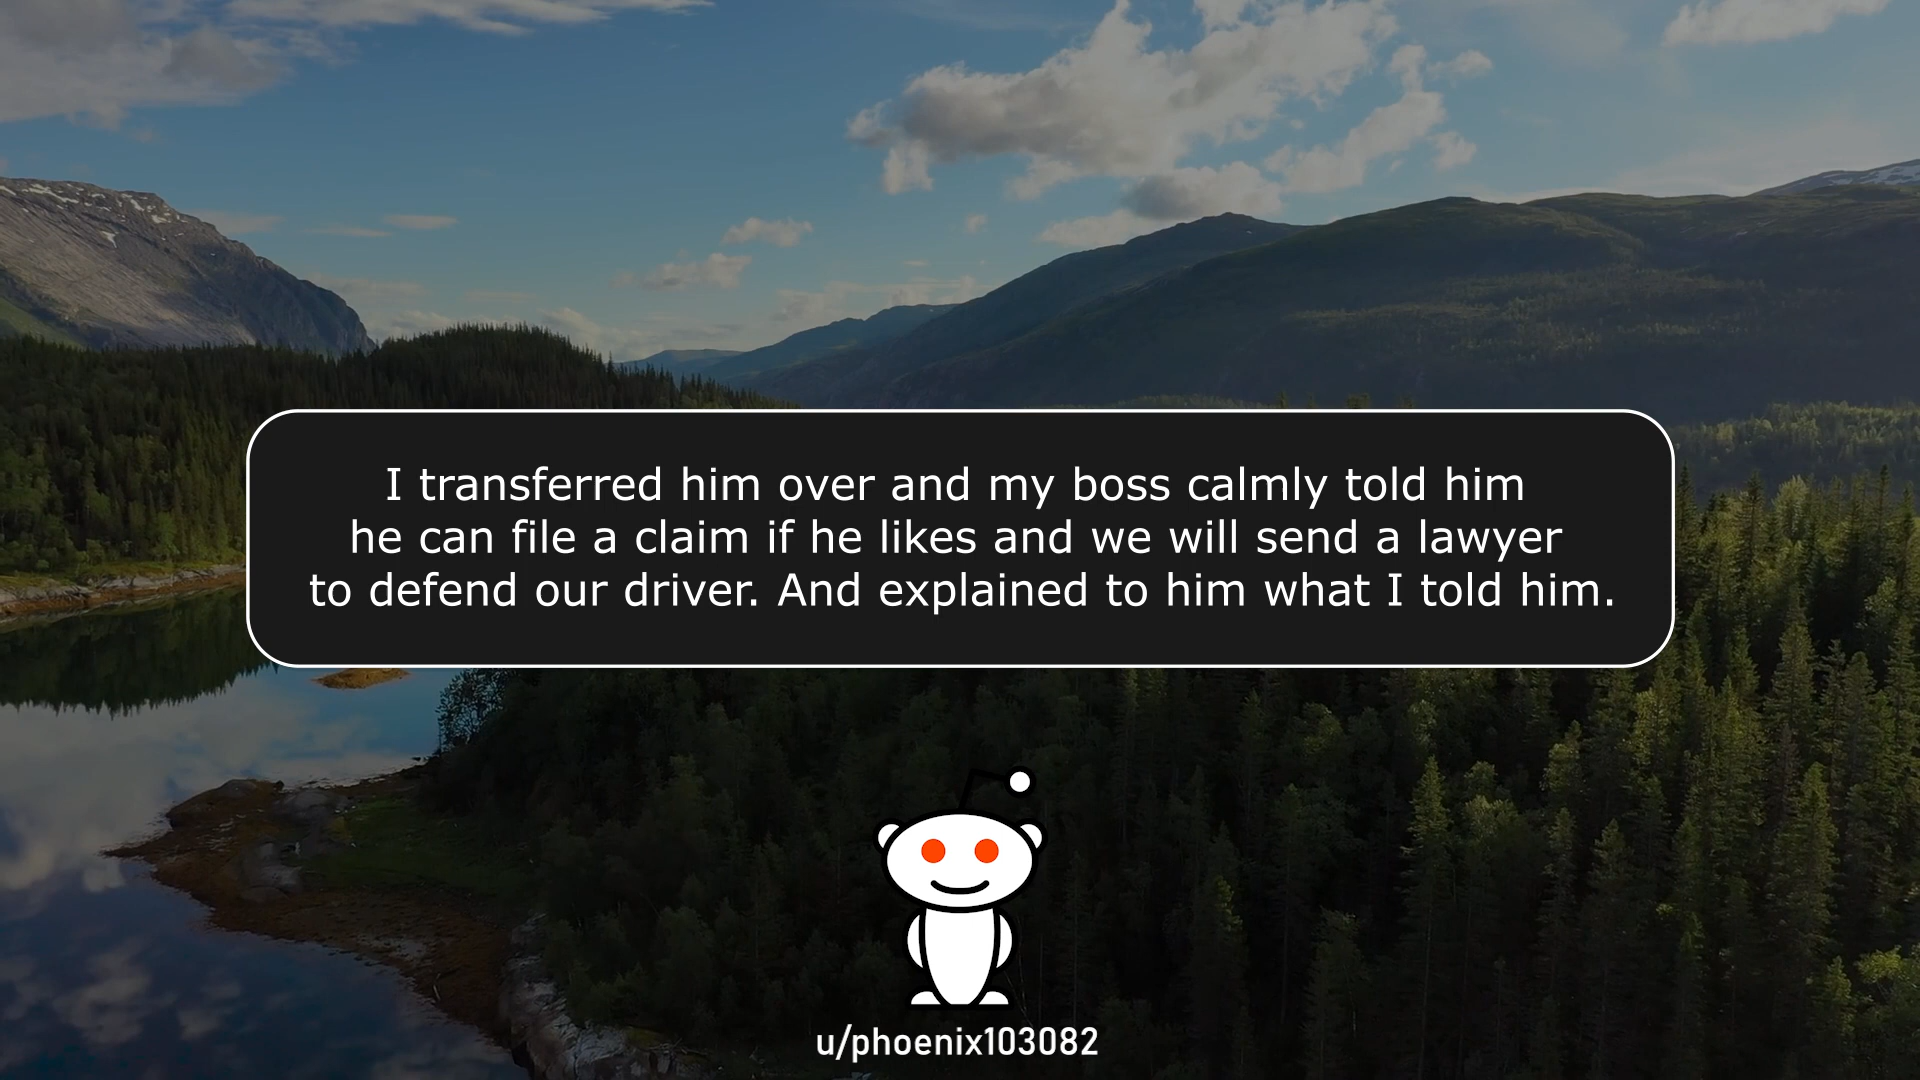 I transferred him over and my boss calmly told him
he can file a claim if he likes and we will send a lawyer
to defend our driver. And explained to him what I told him.
u/phoenix103082